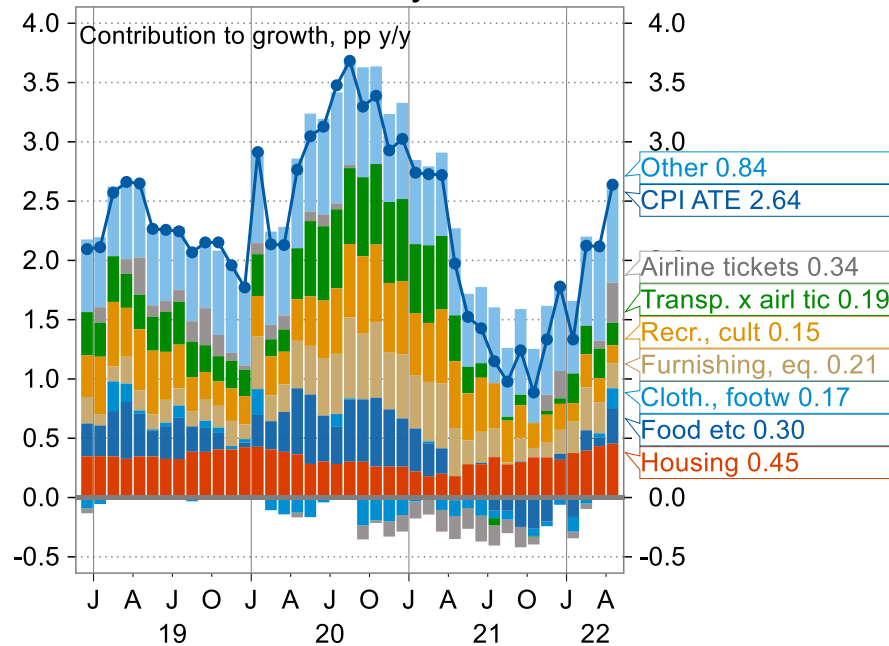 4.0
3.5
3.0
2.5
2.0
1.5
1.0
0.5
0.0
-0.5
Contribution to growth, pp y/y
4.0
3.5
3.0
0.0
-0.5
Other 0.84
CPI ATE 2.64
Airline tickets 0.34
Transp. x airl tic 0.19
Recr., cult 0.15
Furnishing, eq. 0.21
Cloth., footw 0.17
Food etc 0.30
Housing 0.45
J A J O J A J O J A J O J A
19 20 21 22